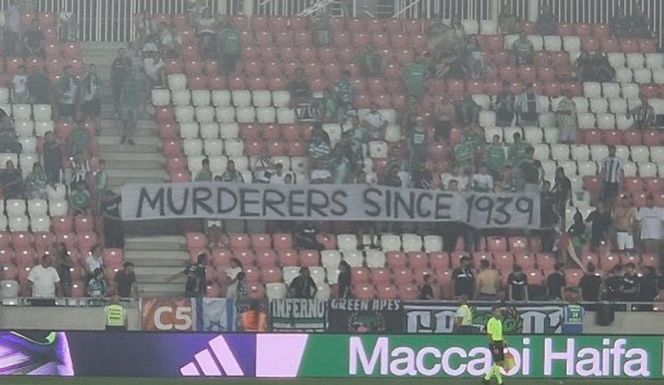 MURDERERS SINCE 1939
C5
INFERNO
GREEN APES
Maccabi Haifa